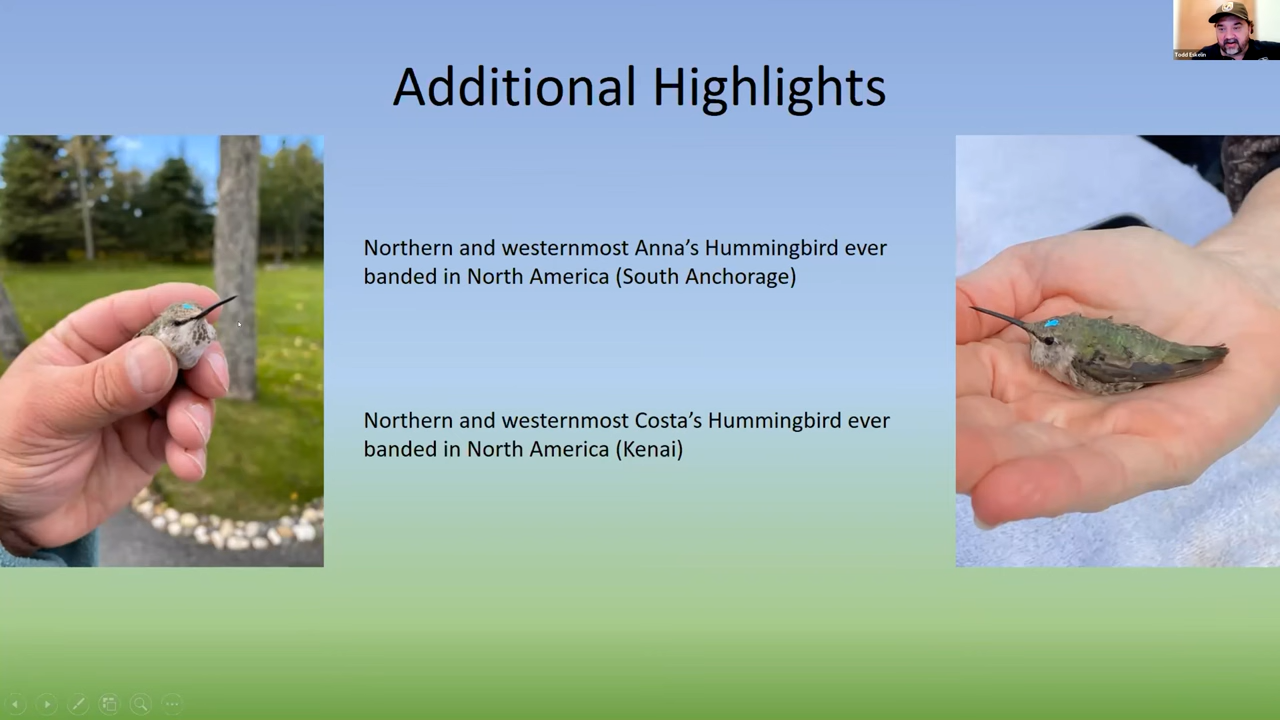 Todd Eskelin
Additional Highlights
Northern and westernmost Anna's Hummingbird ever
banded in North America (South Anchorage)
Northern and westernmost Costa's Hummingbird ever
banded in North America (Kenai)